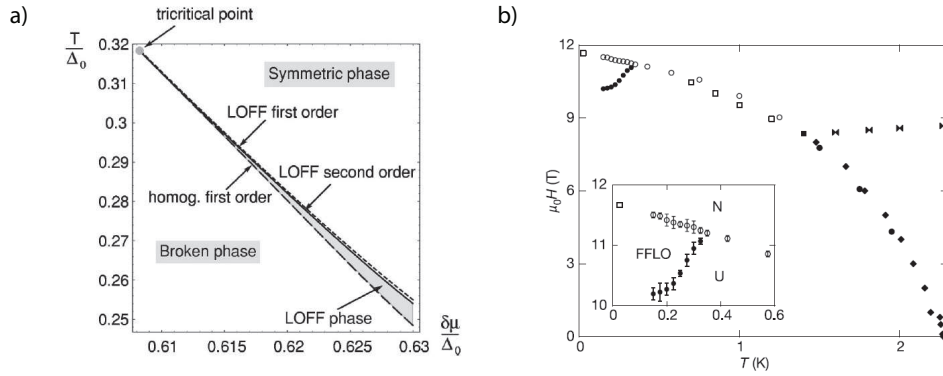 a)
tricritical point
T
Δ₀
0.32
0.31
0.3
0.29
0.28
0.27
0.26
0.25
Symmetric phase
LOFF first order
LOFF second order
homog. first order
Broken phase
LOFF phase
0.61
0.615
0.62
0.625
0.63
δμ
Δ₀
b)
12
9
6
3
0
μ₀H (T)
0
1
2
T (K)
12
11
10
N
FFLO
U
0
0.2
0.4
0.6